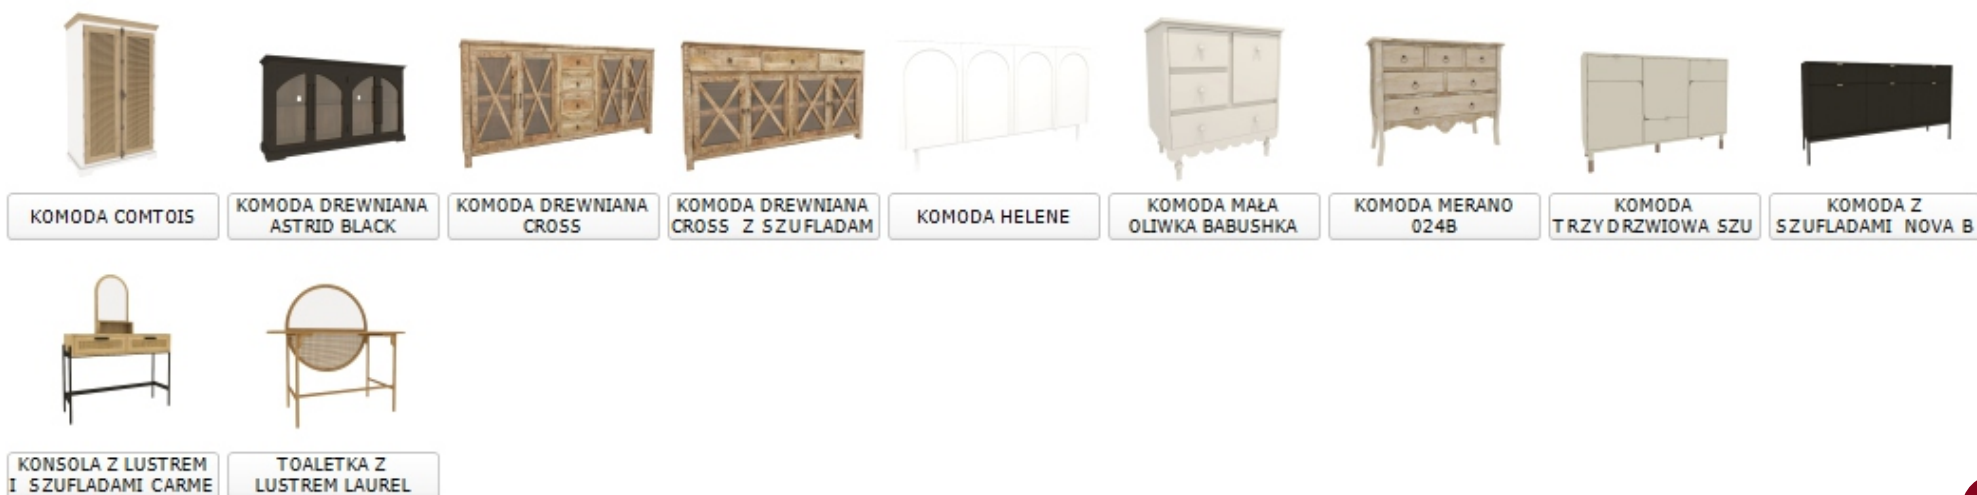 KOMODA COMTOIS
KOMODA DREWNIANA
ASTRID BLACK
KOMODA DREWNIANA
CROSS
KOMODA DREWNIANA
CROSS Z SZUFLADAM
KOMODA HELENE
KOMODA MAŁA
OLIWKA BABUSHKA
KOMODA MERANO
024B
KOMODA
TRZYDRZWIOWA SZU
KOMODA Z
SZUFLADAMI NOVA B
KONSOLA Z LUSTREM
I SZUFLADAMI CARME
TOALETKA Z
LUSTREM LAUREL